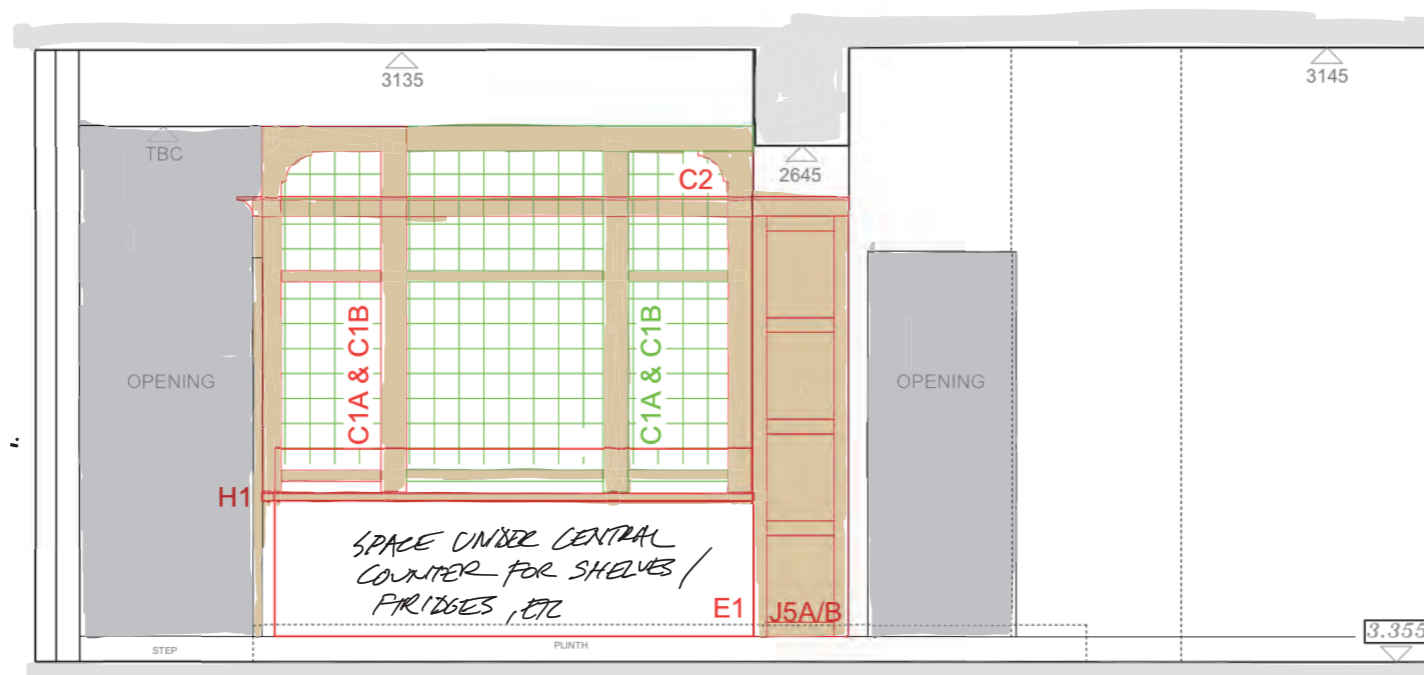 3135
3145
TBC
2645
C2
C1A & C1B
C1A & C1B
OPENING
OPENING
H1
SPACE UNDER CENTRAL
COUNTER FOR SHELVES /
FRIDGES, ETC
E1
J5A/B
3.355
STEP
PLINTH